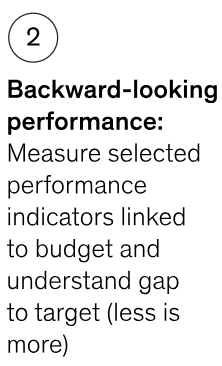 2
Backward-looking
performance:
Measure selected
performance
indicators linked
to budget and
understand gap
to target (less is
more)